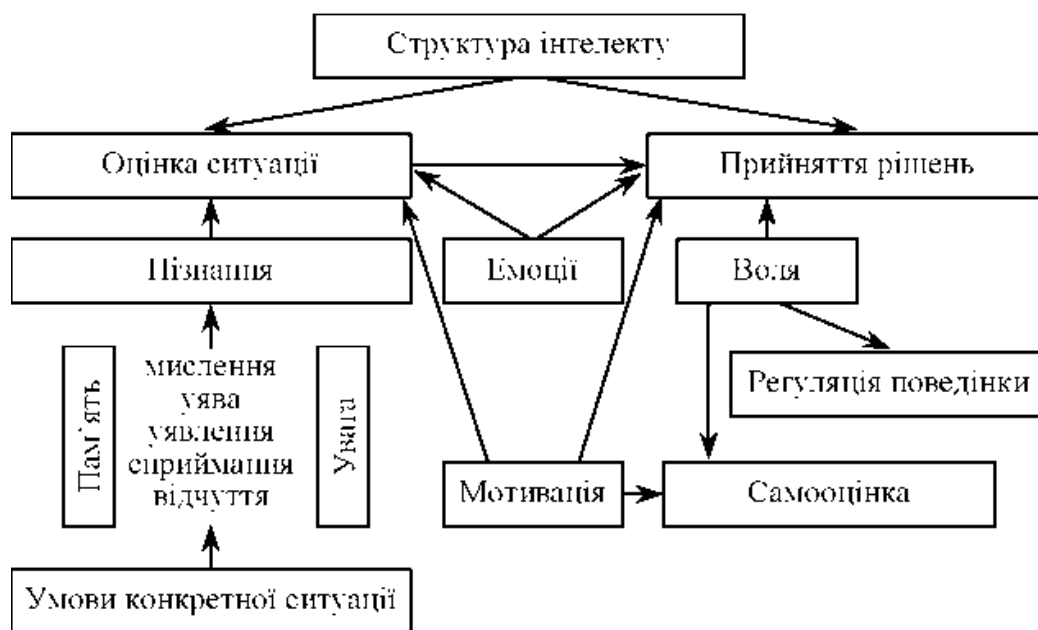 Структура інтелекту
Оцінка ситуації
Прийняття рішень
Пізнання
Емоції
Воля
Регуляція поведінки
Пам'ять
мислення
уява
уявлення
сприймання
відчуття
Увага
Мотивація
Самооцінка
Умови конкретної ситуації